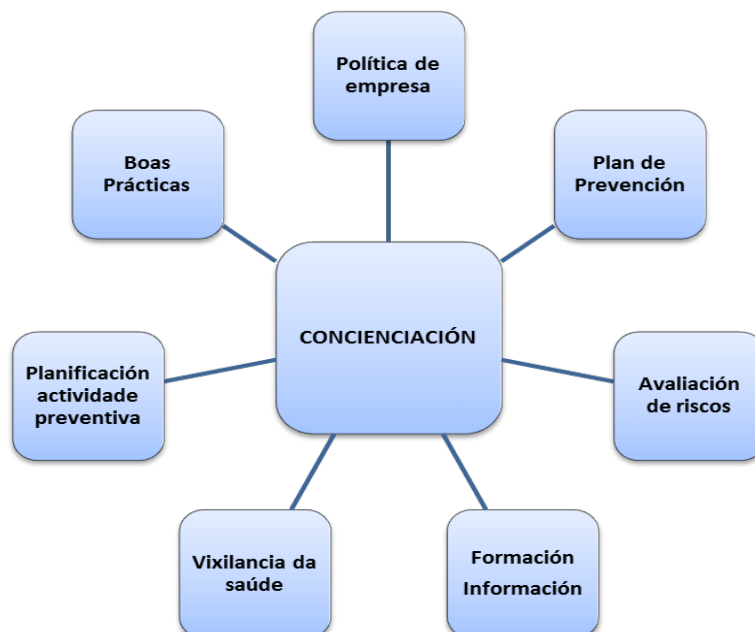 Política de
empresa
Boas
Prácticas
Plan de
Prevención
CONCIENCIACIÓN
Planificación
actividade
preventiva
Avaliación
de riscos
Vixilancia da
saúde
Formación
Información